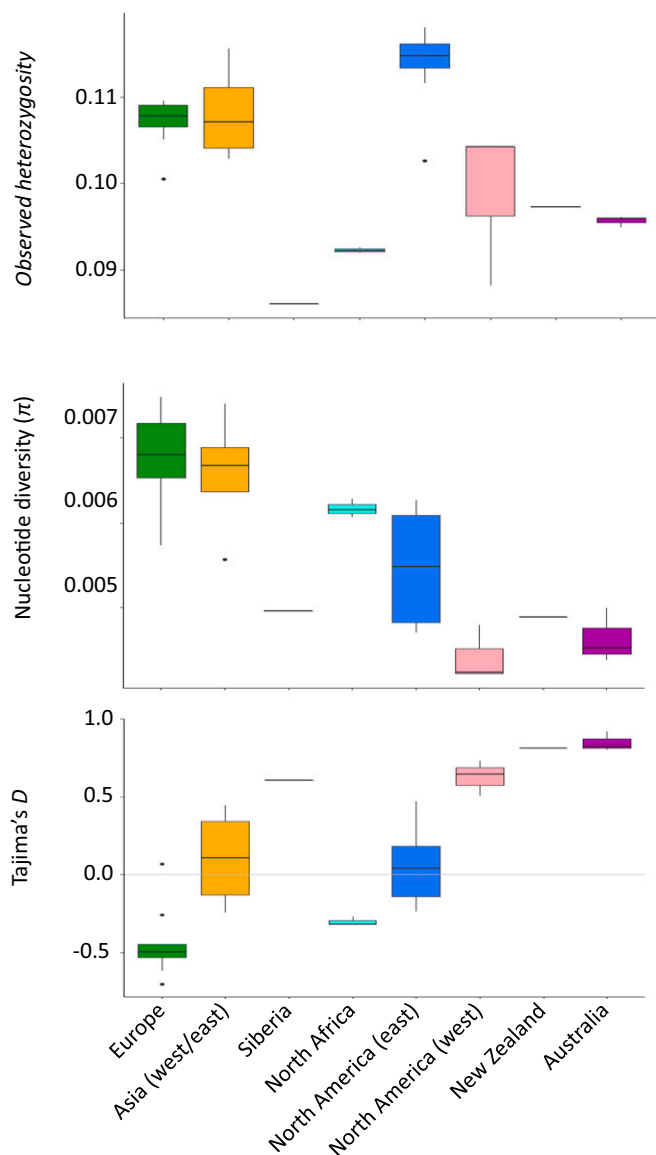 Observed heterozygosity
0.11
0.10
0.09
Nucleotide diversity (π)
0.007
0.006
0.005
Tajima's D
1.0
0.5
0.0
-0.5
Europe
Asia (west/east)
Siberia
North Africa
North America (east)
North America (west)
New Zealand
Australia